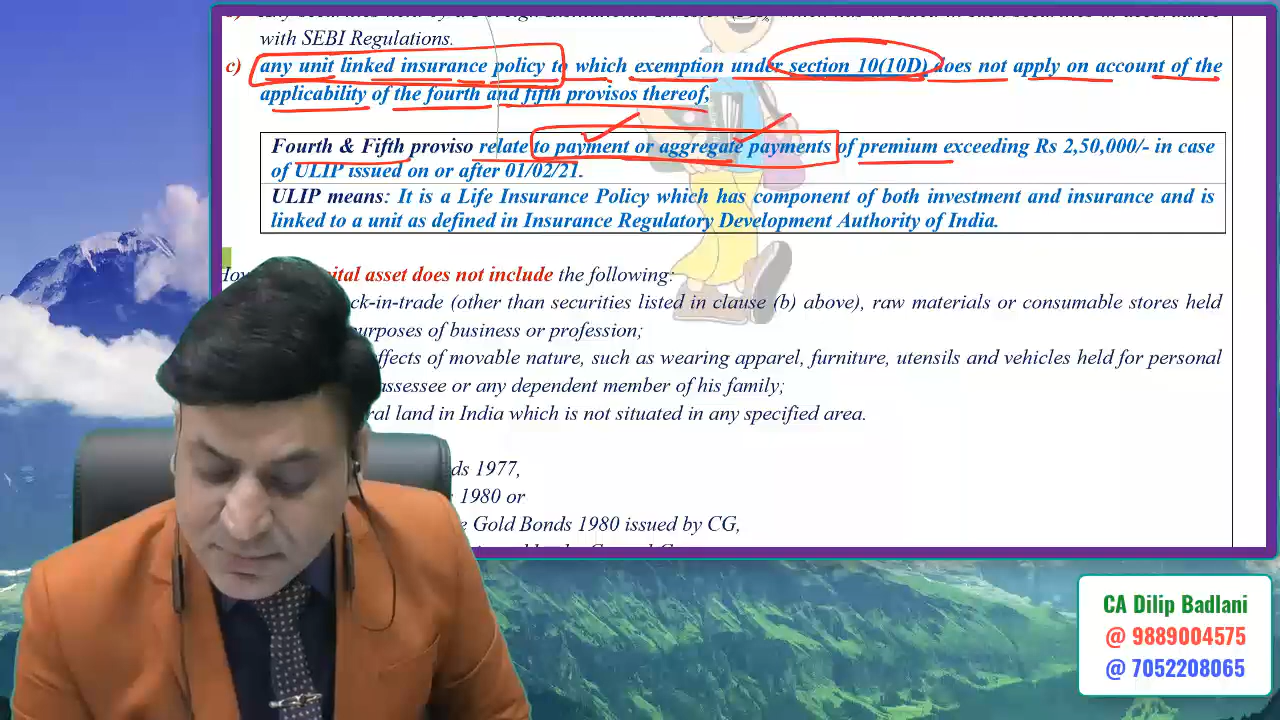 with SEBI Regulations.
c) any unit linked insurance policy to which exemption under section 10(10D) does not apply on account of the
applicability of the fourth and fifth provisos thereof,
Fourth & Fifth proviso relate to payment or aggregate payments of premium exceeding Rs 2,50,000/- in case
of ULIP issued on or after 01/02/21.
ULIP means: It is a Life Insurance Policy which has component of both investment and insurance and is
linked to a unit as defined in Insurance Regulatory Development Authority of India.
asset does not include the following:
(other than securities listed in clause (b) above), raw materials or consumable stores held
of business or profession;
of movable nature, such as wearing apparel, furniture, utensils and vehicles held for personal
assessee or any dependent member of his family;
land in India which is not situated in any specified area.
1977,
1980 or
Gold Bonds 1980 issued by CG,
CA Dilip Badlani
@ 9889004575
@ 7052208065